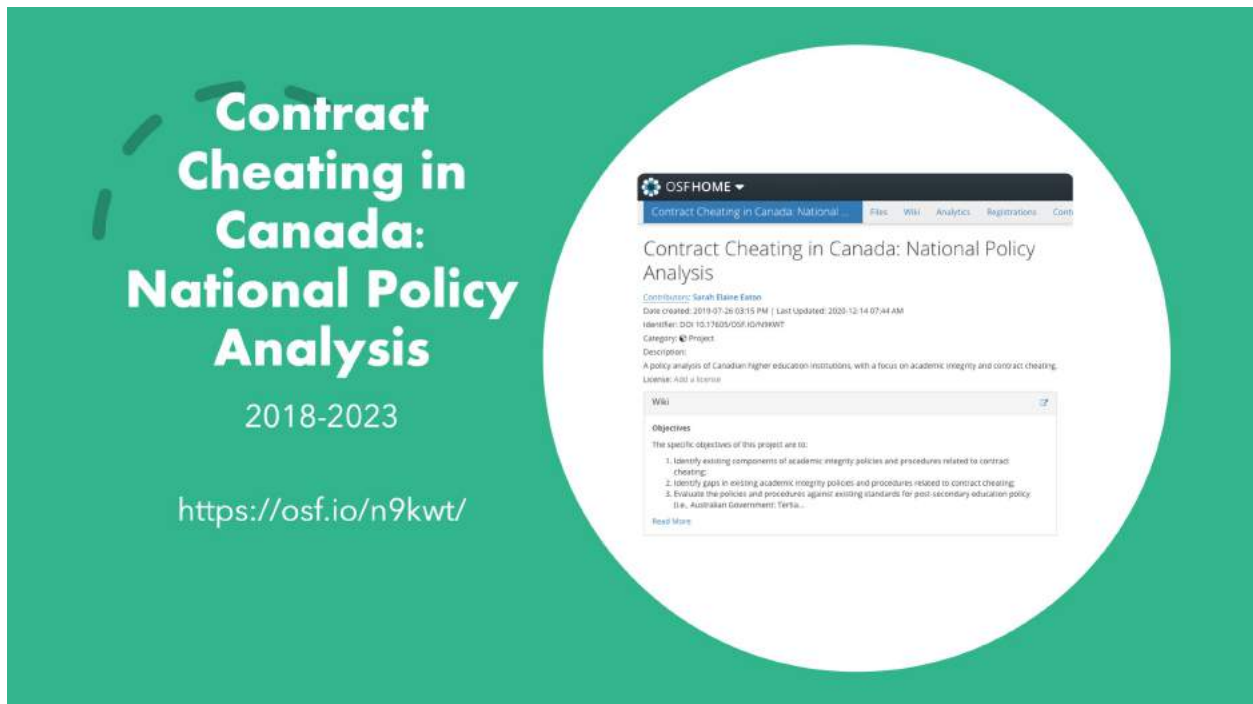 Contract
Cheating in
Canada:
National Policy
Analysis
2018-2023
https://osf.io/n9kwt/
OSFHOME
Contract Cheating in Canada: National ...
Files Wiki Analytics Registrations Cont
Contract Cheating in Canada: National Policy
Analysis
Contributors: Sarah Elaine Eaton
Date created: 2019-07-26 03:15 PM | Last Updated: 2020-12-14 07:44 AM
Identifier: DOI 10.17605/OSF.IO/N9KWT
Category: Project
Description:
A policy analysis of Canadian higher education institutions, with a focus on academic integrity and contract cheating.
License: Add a license
Wiki
Objectives
The specific objectives of this project are to:
1. Identify existing components of academic integrity policies and procedures related to contract
cheating;
2. Identify gaps in existing academic integrity policies and procedures related to contract cheating;
3. Evaluate the policies and procedures against existing standards for post-secondary education policy
(i.e., Australian Government: Tertia...
Read More